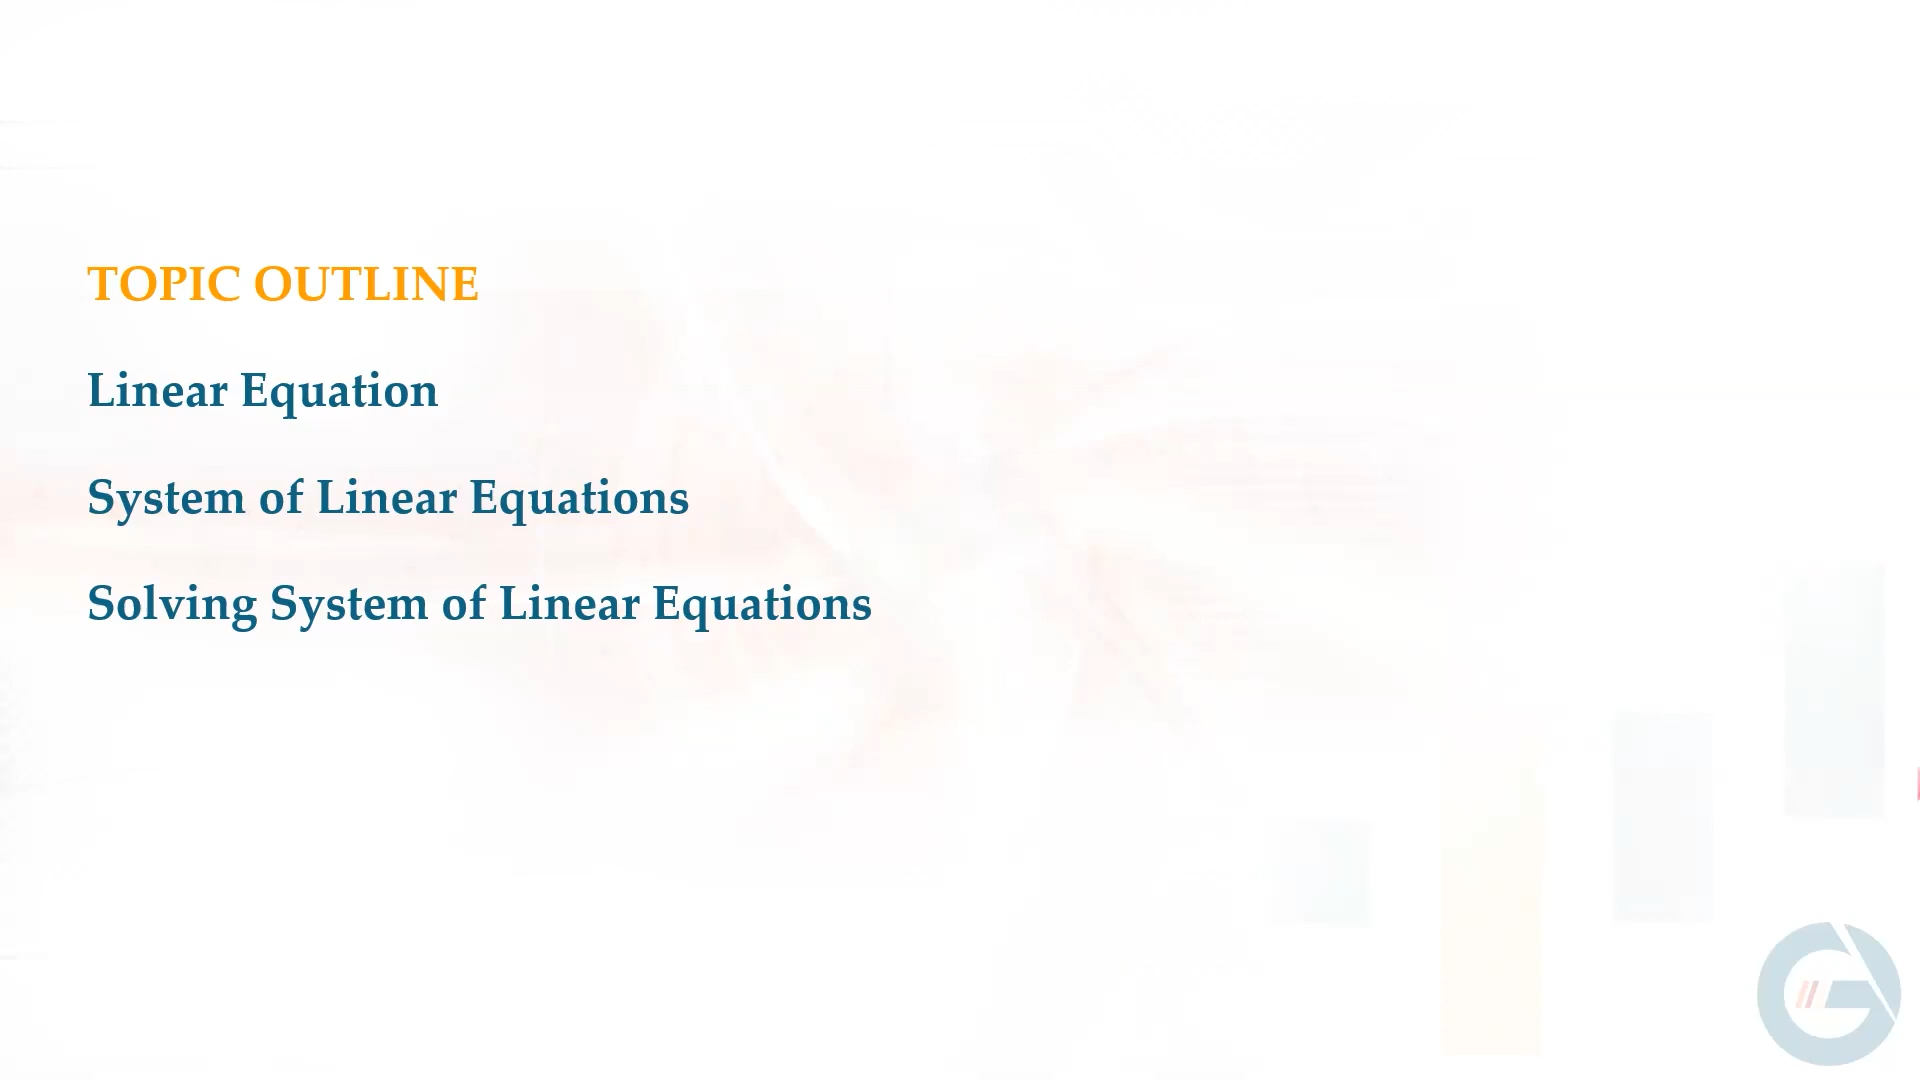 TOPIC OUTLINE
Linear Equation
System of Linear Equations
Solving System of Linear Equations